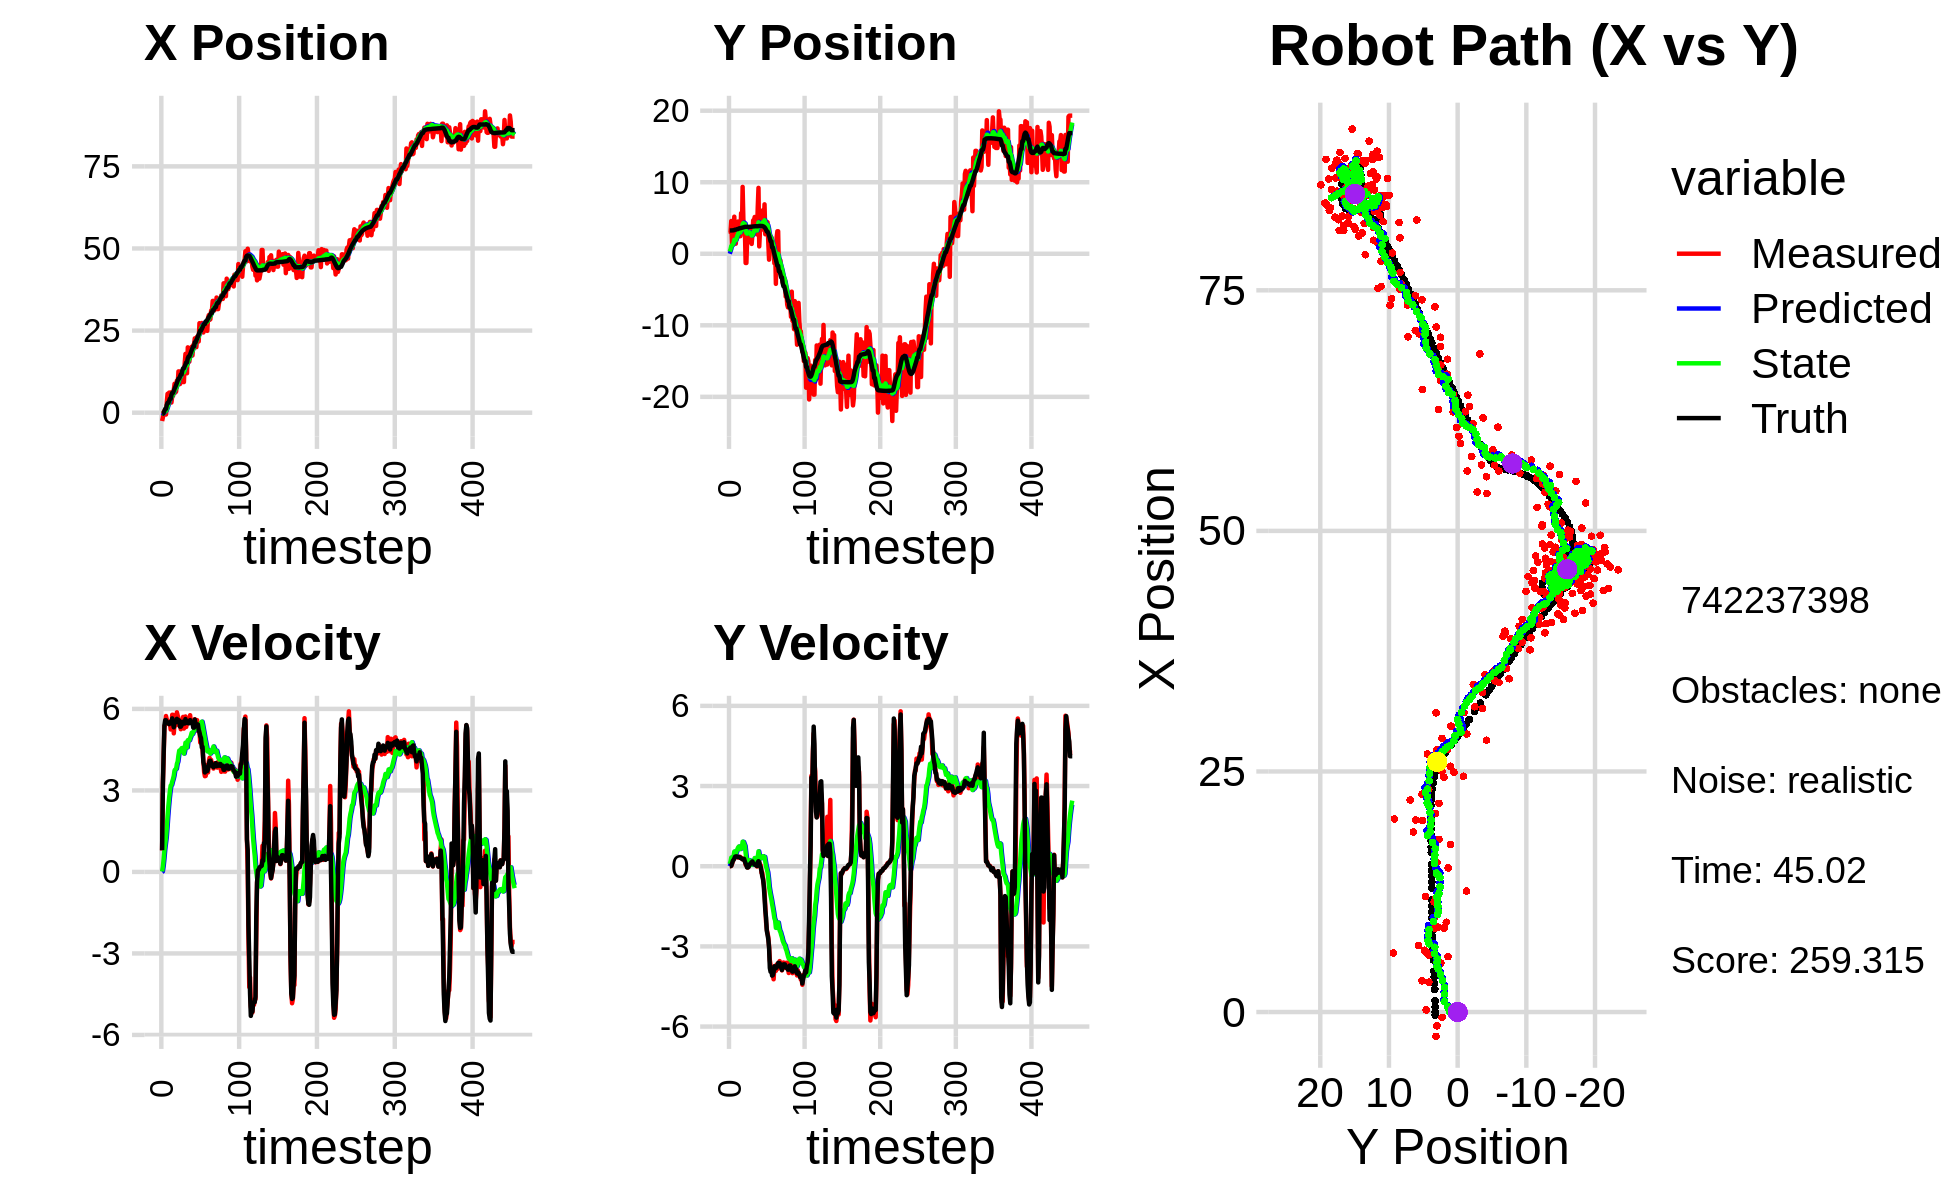 X Position
75
50
25
0
0
100
200
300
400
timestep
Y Position
20
10
0
-10
-20
0
100
200
300
400
timestep
X Velocity
6
3
0
-3
-6
0
100
200
300
400
timestep
Y Velocity
6
3
0
-3
-6
0
100
200
300
400
timestep
Robot Path (X vs Y)
X Position
75
50
25
0
20 10 0 -10 -20
Y Position
variable
Measured
Predicted
State
Truth
742237398
Obstacles: none
Noise: realistic
Time: 45.02
Score: 259.315